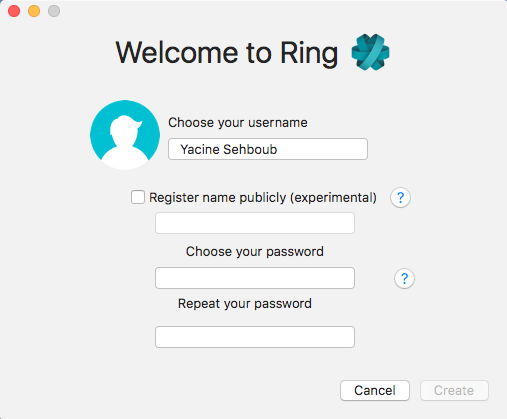 Welcome to Ring
Choose your username
Yacine Sehboub
Register name publicly (experimental) ?
Choose your password
?
Repeat your password
Cancel Create